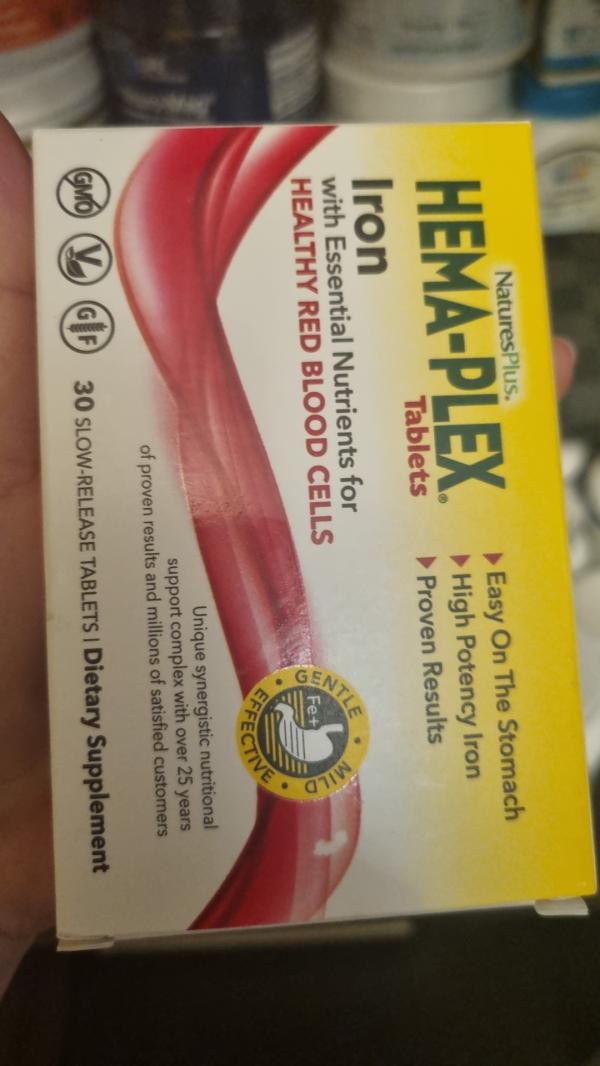 NaturesPlus.
HEMA-PLEX®
Tablets
Easy On The Stomach
High Potency Iron
Proven Results
Iron
with Essential Nutrients for
HEALTHY RED BLOOD CELLS
GENTLE • MILD • EFFECTIVE •
Fe+
Unique synergistic nutritional
support complex with over 25 years
of proven results and millions of satisfied customers
GMO
V
GF
30 SLOW-RELEASE TABLETS | Dietary Supplement